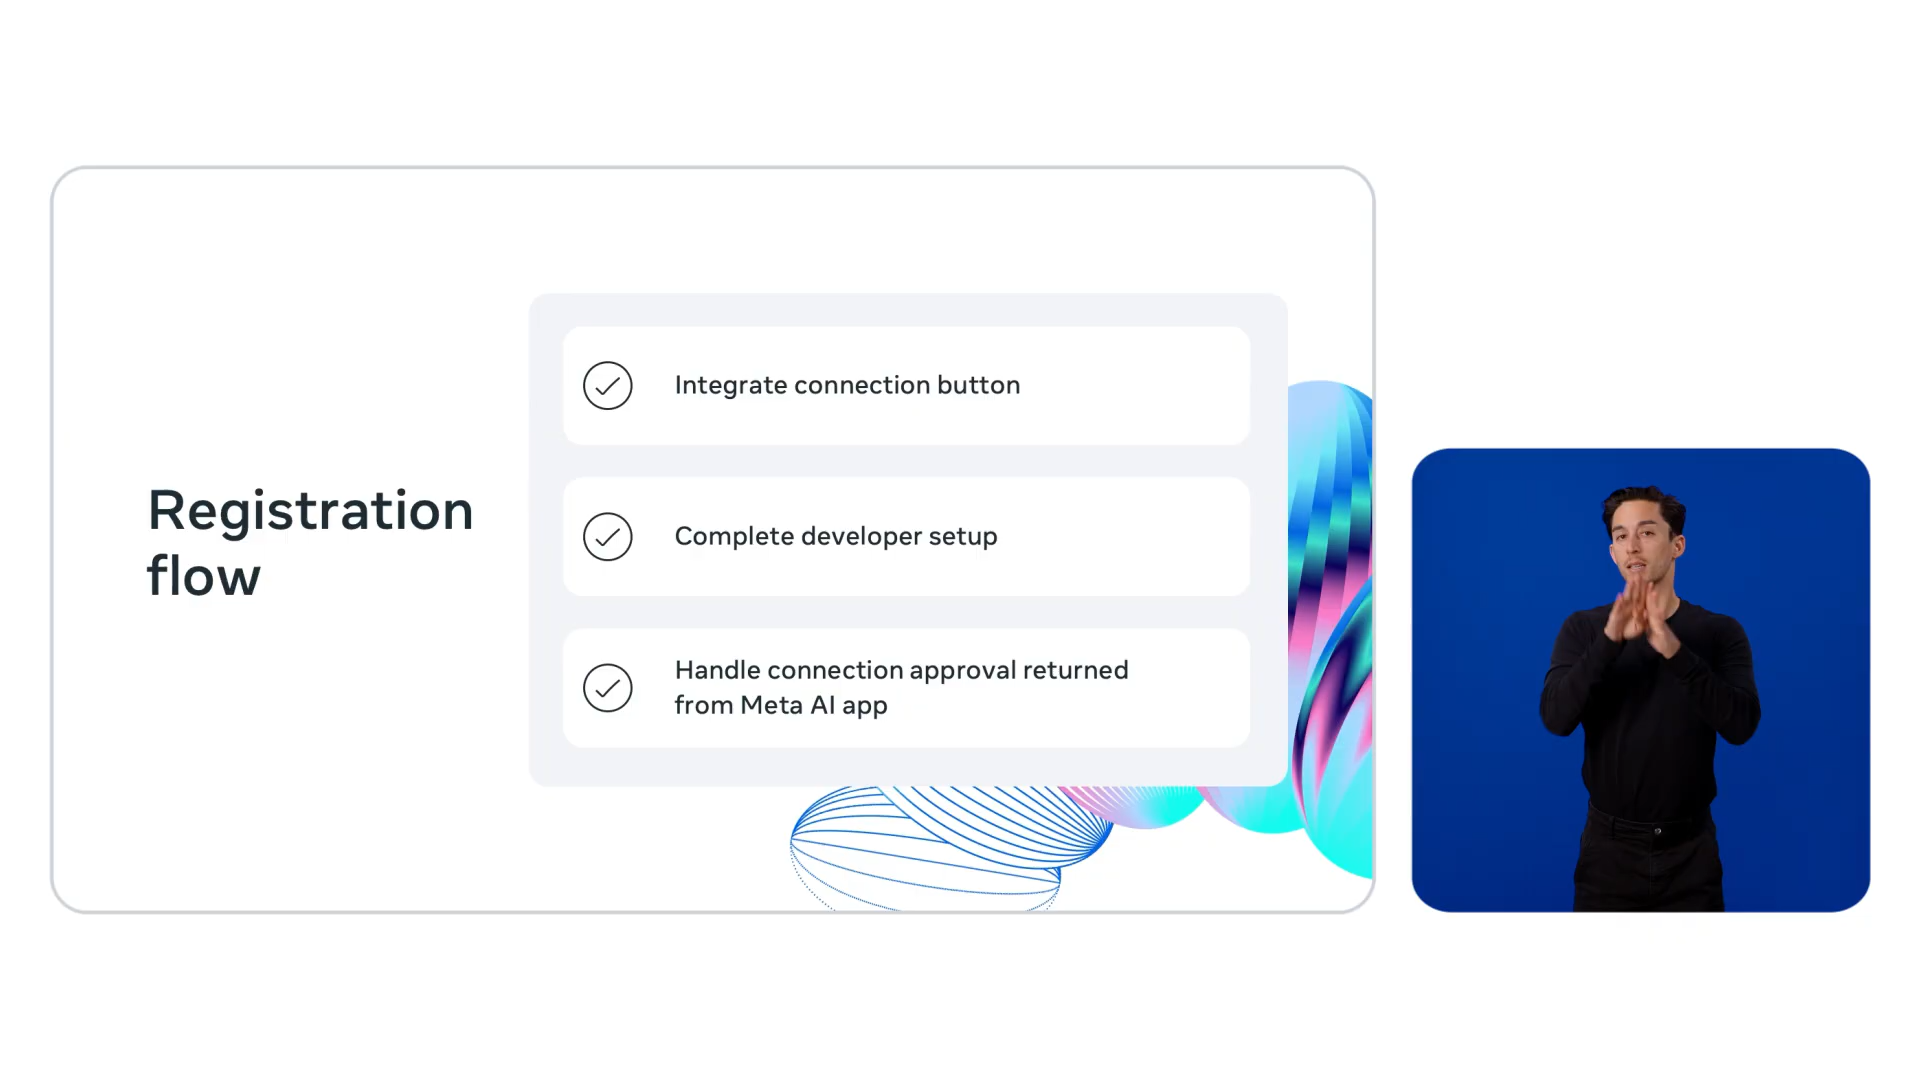 Registration
flow
Integrate connection button
Complete developer setup
Handle connection approval returned
from Meta AI app